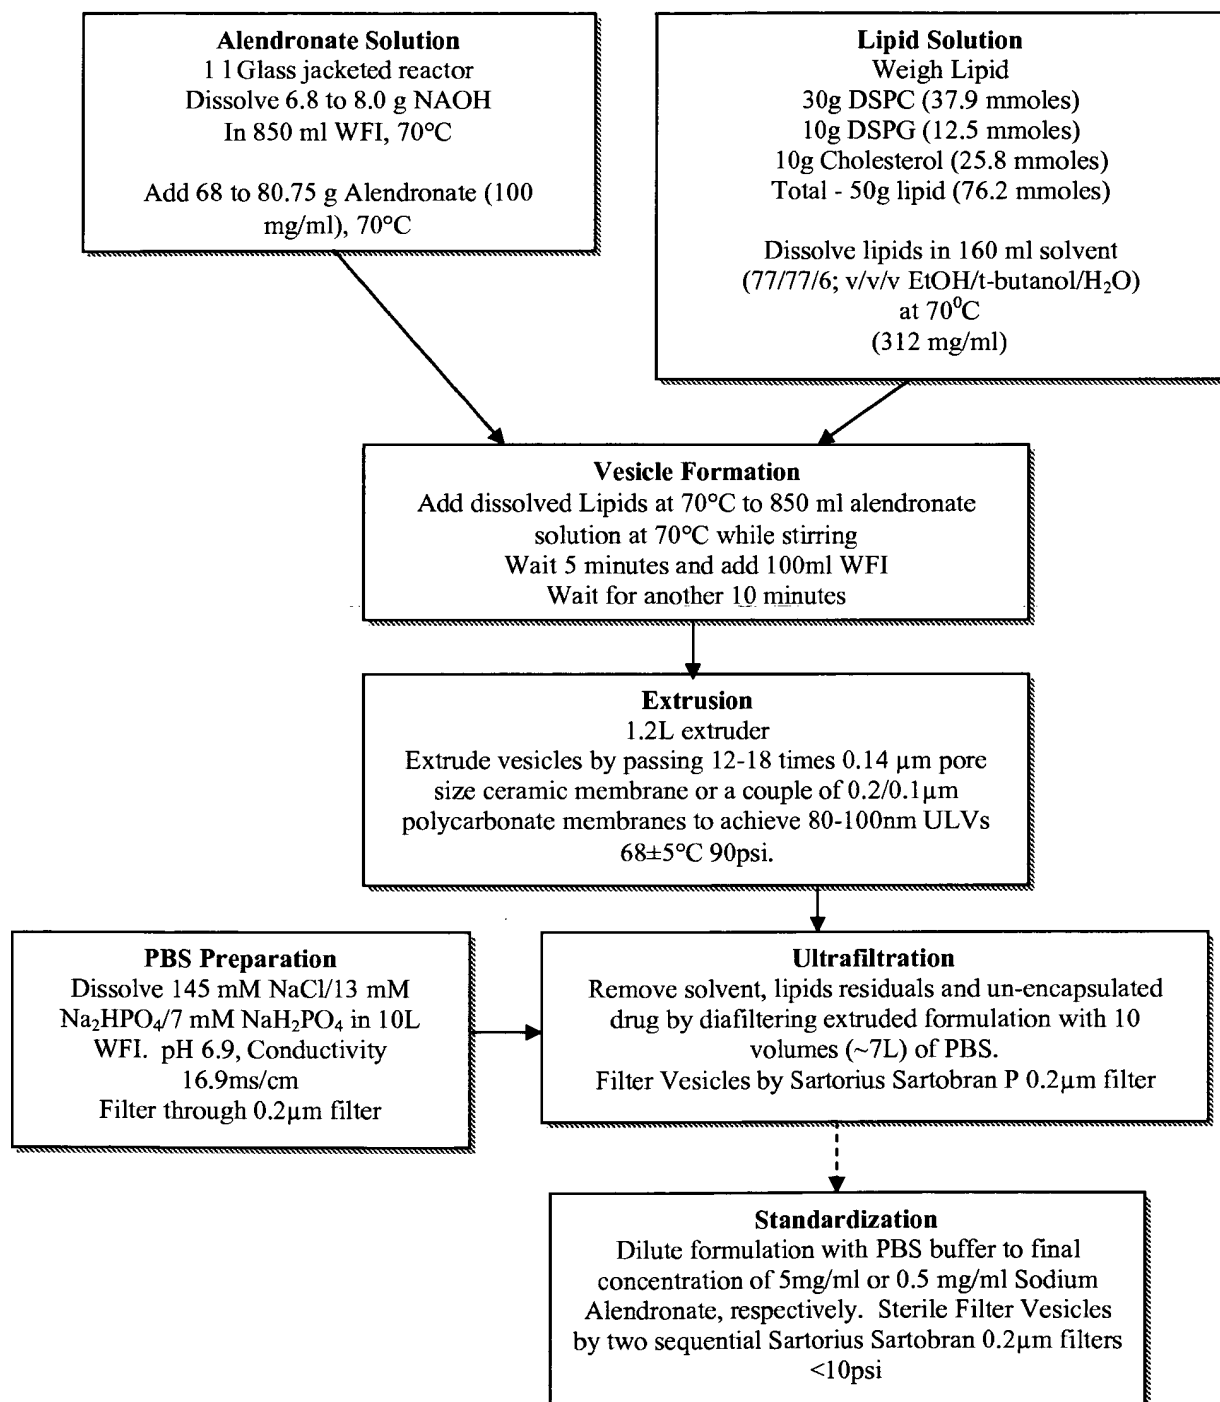 Alendronate Solution
1 l Glass jacketed reactor
Dissolve 6.8 to 8.0 g NAOH
In 850 ml WFI, 70°C
Add 68 to 80.75 g Alendronate (100
mg/ml), 70°C
Lipid Solution
Weigh Lipid
30g DSPC (37.9 mmoles)
10g DSPG (12.5 mmoles)
10g Cholesterol (25.8 mmoles)
Total - 50g lipid (76.2 mmoles)
Dissolve lipids in 160 ml solvent
(77/77/6; v/v/v EtOH/t-butanol/H₂O)
at 70⁰C
(312 mg/ml)
Vesicle Formation
Add dissolved Lipids at 70°C to 850 ml alendronate
solution at 70°C while stirring
Wait 5 minutes and add 100ml WFI
Wait for another 10 minutes
Extrusion
1.2L extruder
Extrude vesicles by passing 12-18 times 0.14 µm pore
size ceramic membrane or a couple of 0.2/0.1µm
polycarbonate membranes to achieve 80-100nm ULVs
68±5°C 90psi.
PBS Preparation
Dissolve 145 mM NaCl/13 mM
Na₂HPO₄/7 mM NaH₂PO₄ in 10L
WFI. pH 6.9, Conductivity
16.9ms/cm
Filter through 0.2µm filter
Ultrafiltration
Remove solvent, lipids residuals and un-encapsulated
drug by diafiltering extruded formulation with 10
volumes (~7L) of PBS.
Filter Vesicles by Sartorius Sartobran P 0.2µm filter
Standardization
Dilute formulation with PBS buffer to final
concentration of 5mg/ml or 0.5 mg/ml Sodium
Alendronate, respectively. Sterile Filter Vesicles
by two sequential Sartorius Sartobran 0.2µm filters
<10psi